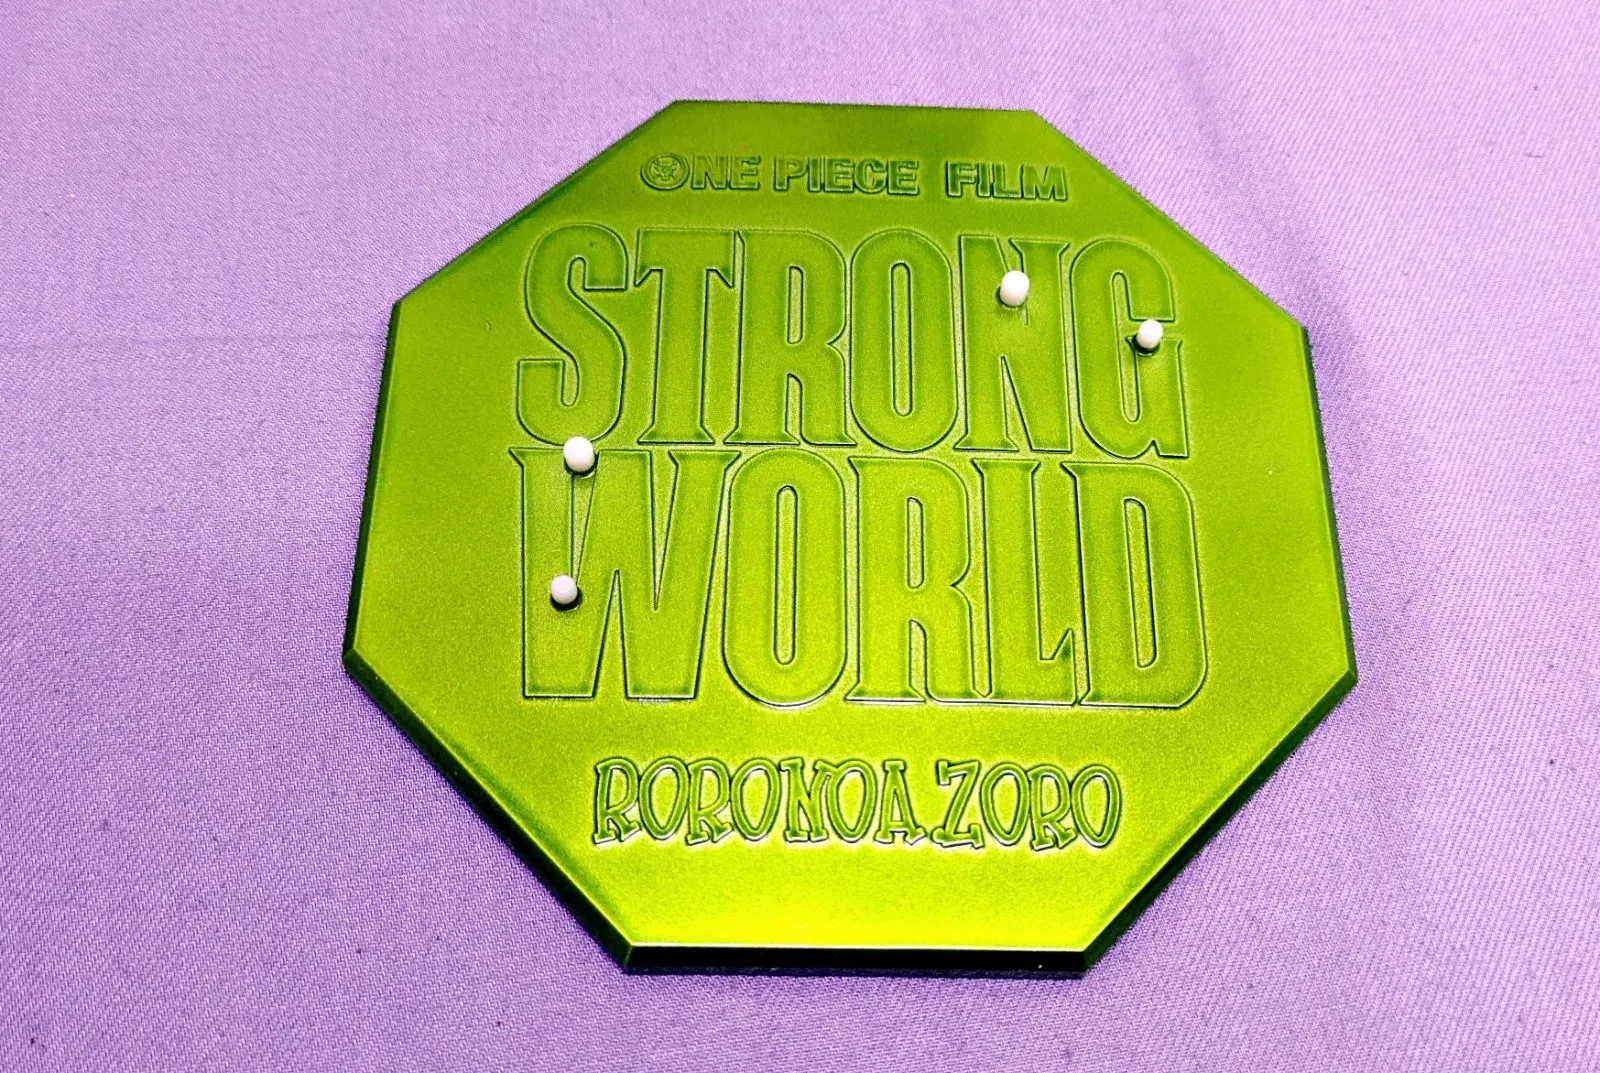 ONE PIECE FILM
STRONG
WORLD
RORONOA ZORO